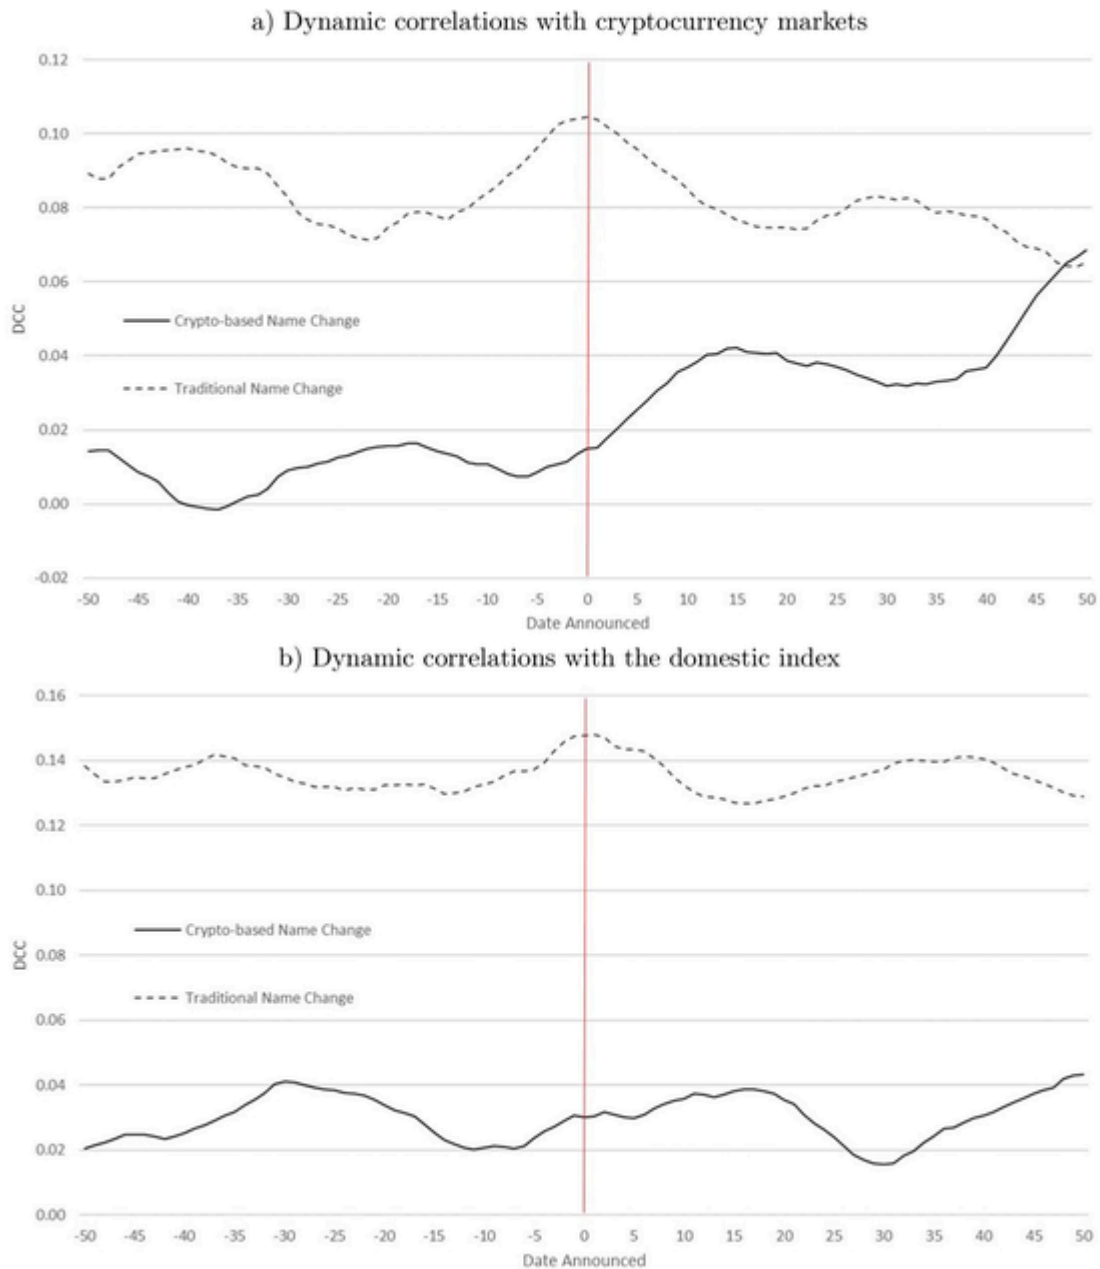 a) Dynamic correlations with cryptocurrency markets
0.12
0.10
0.08
0.06
0.04
0.02
0.00
-0.02
DCC
Crypto-based Name Change
Traditional Name Change
-50 -45 -40 -35 -30 -25 -20 -15 -10 -5 0 5 10 15 20 25 30 35 40 45 50
Date Announced
b) Dynamic correlations with the domestic index
0.16
0.14
0.12
0.10
0.08
0.06
0.04
0.02
0.00
DCC
Crypto-based Name Change
Traditional Name Change
-50 -45 -40 -35 -30 -25 -20 -15 -10 -5 0 5 10 15 20 25 30 35 40 45 50
Date Announced